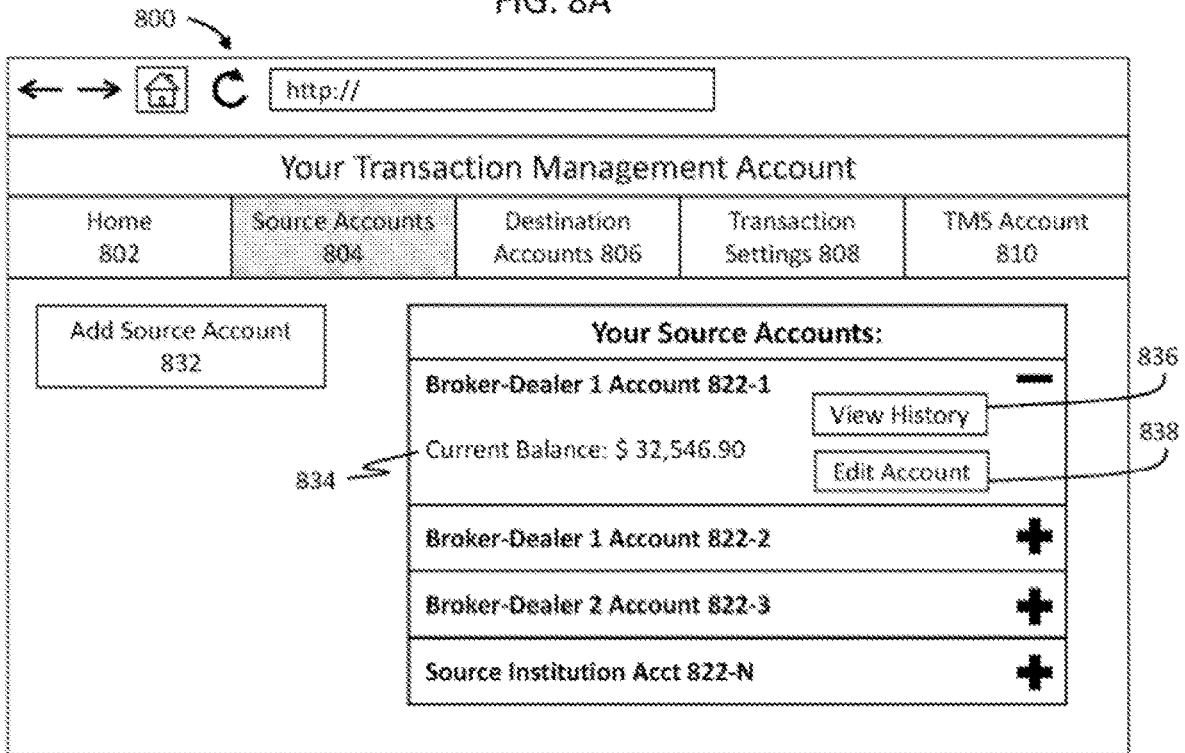 FIG. 8A
800
http://
Your Transaction Management Account
Home
802
Source Accounts
804
Destination
Accounts 806
Transaction
Settings 808
TMS Account
810
Add Source Account
832
Your Source Accounts:
Broker-Dealer 1 Account 822-1
View History
836
Current Balance: $ 32,546.90
834
Edit Account
838
Broker-Dealer 1 Account 822-2
Broker-Dealer 2 Account 822-3
Source Institution Acct 822-N